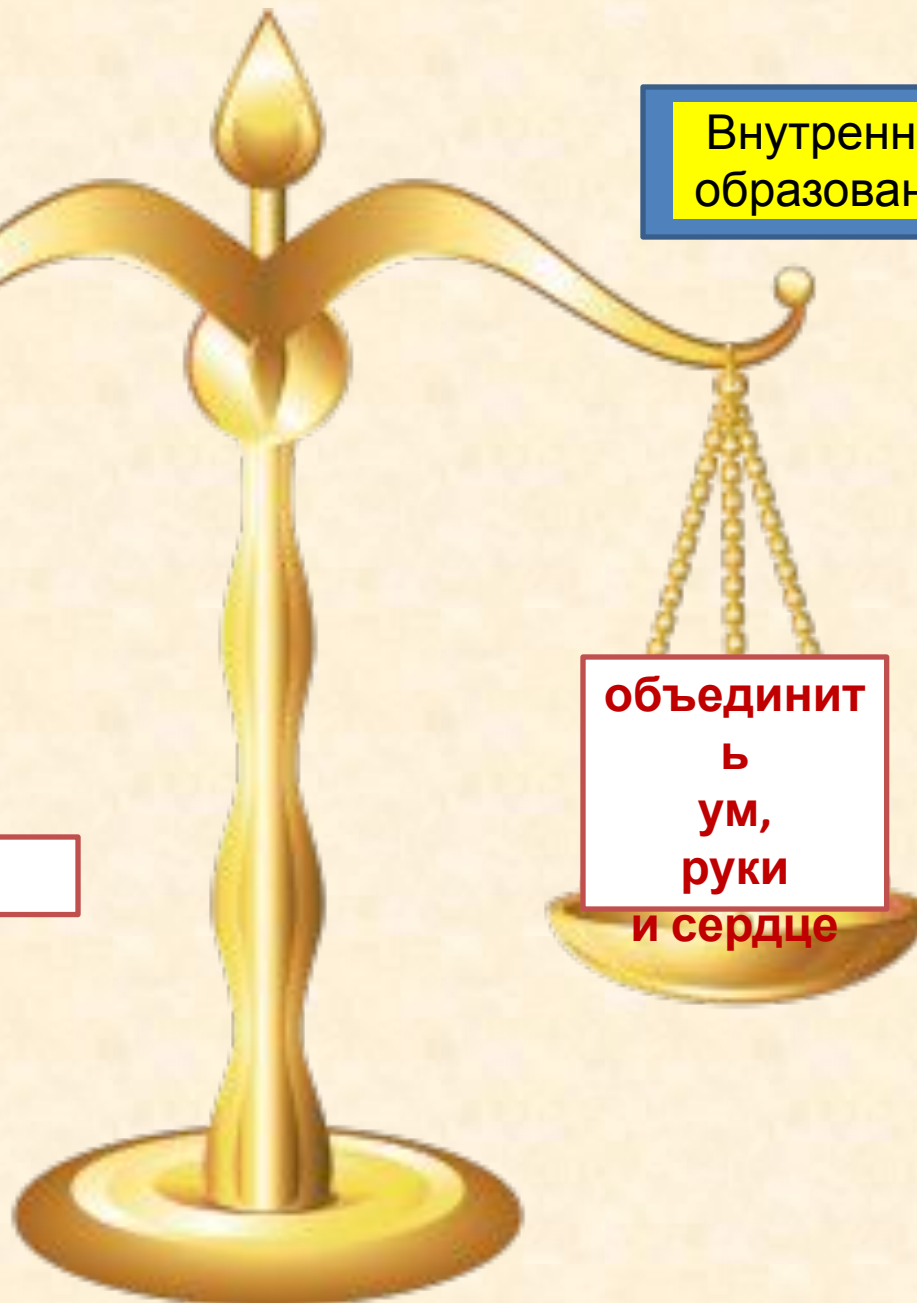 Внутренн
образован
объединит
ь
ум,
руки
и сердце